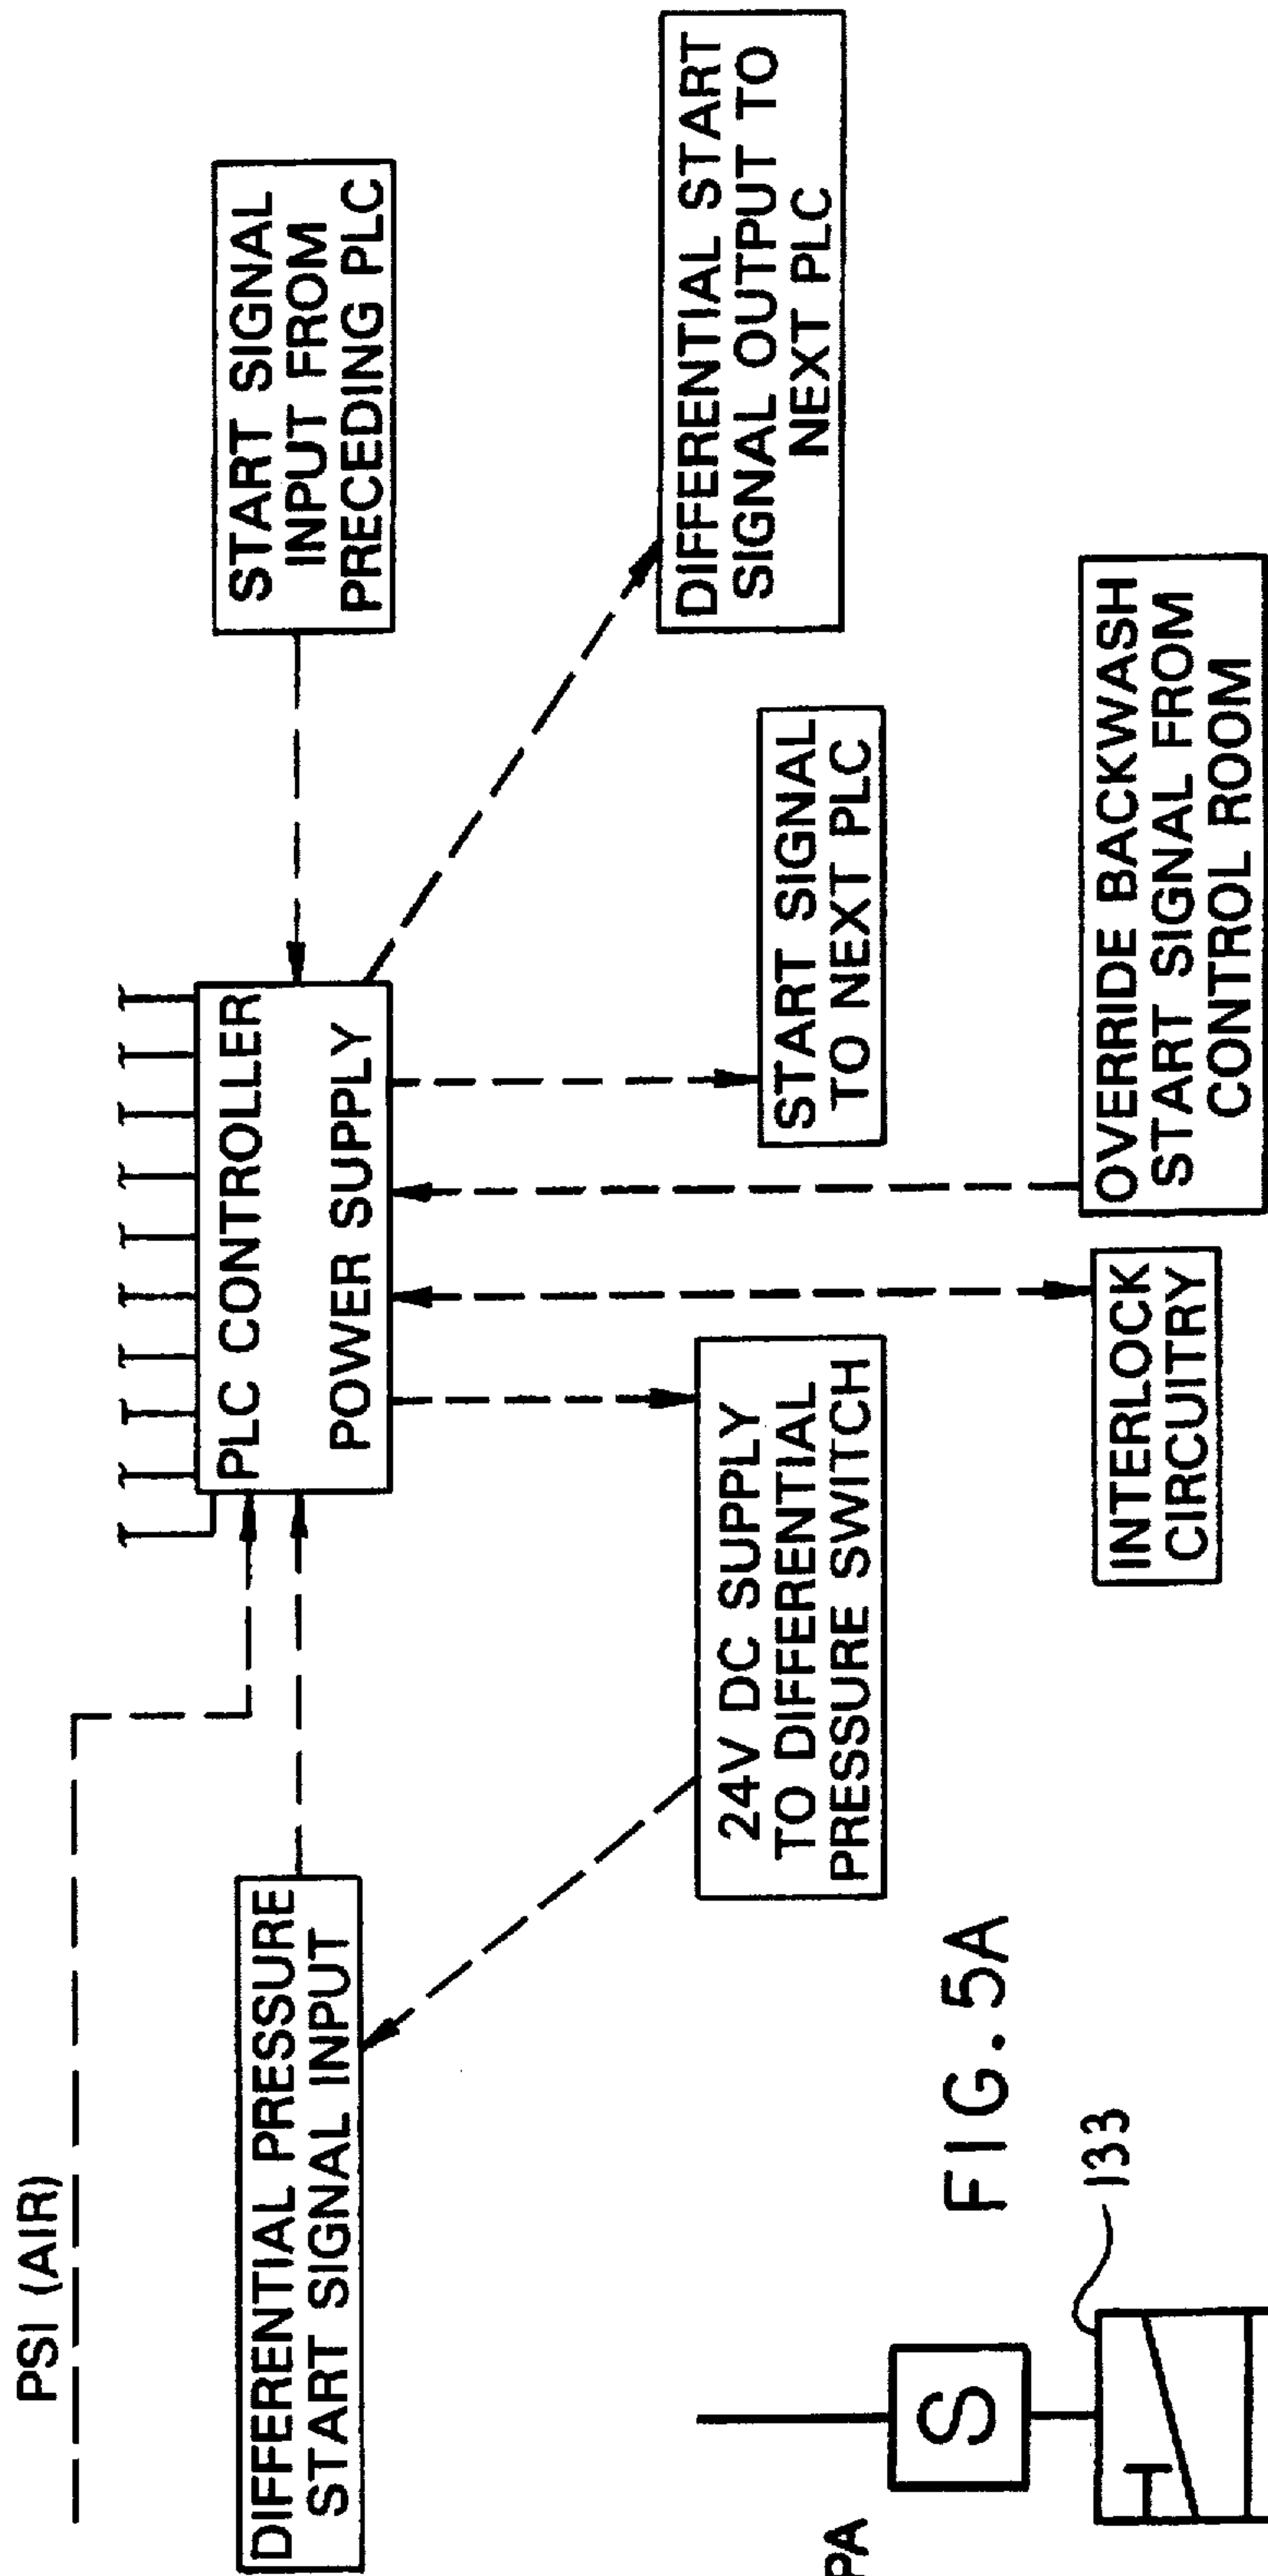 PSI (AIR)
DIFFERENTIAL PRESSURE
START SIGNAL INPUT
PLC CONTROLLER
POWER SUPPLY
START SIGNAL
INPUT FROM
PRECEDING PLC
DIFFERENTIAL START
SIGNAL OUTPUT TO
NEXT PLC
START SIGNAL
TO NEXT PLC
24V DC SUPPLY
TO DIFFERENTIAL
PRESSURE SWITCH
OVERRIDE BACKWASH
START SIGNAL FROM
CONTROL ROOM
INTERLOCK
CIRCUITRY
FIG. 5A
PA
S
133